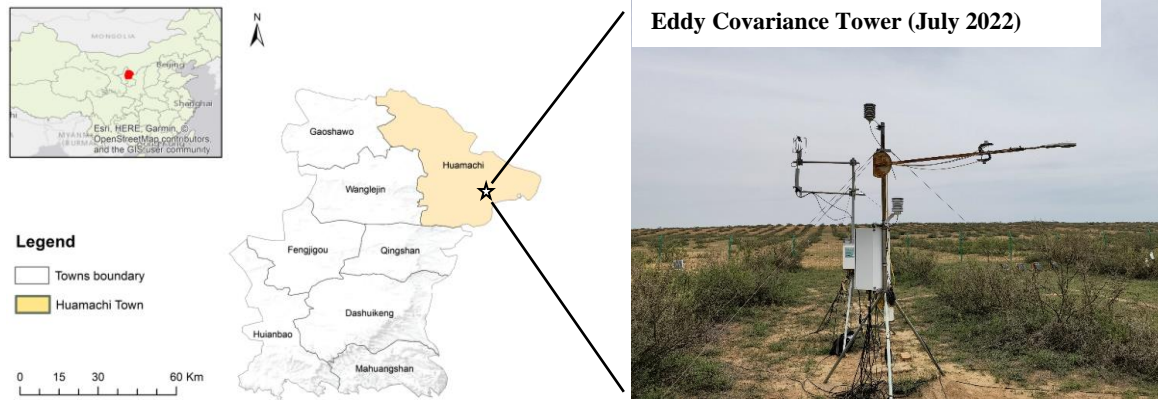 MONGOLIA
Beijing
Shanghai
Esri, HERE, Garmin, ©
OpenStreetMap contributors,
and the GIS user community
N
Gaoshawo
Huamachi
Wanglejin
Fengjigou
Qingshan
Dashuikeng
Huianbao
Mahuangshan
Legend
Towns boundary
Huamachi Town
0 15 30 60 Km
Eddy Covariance Tower (July 2022)